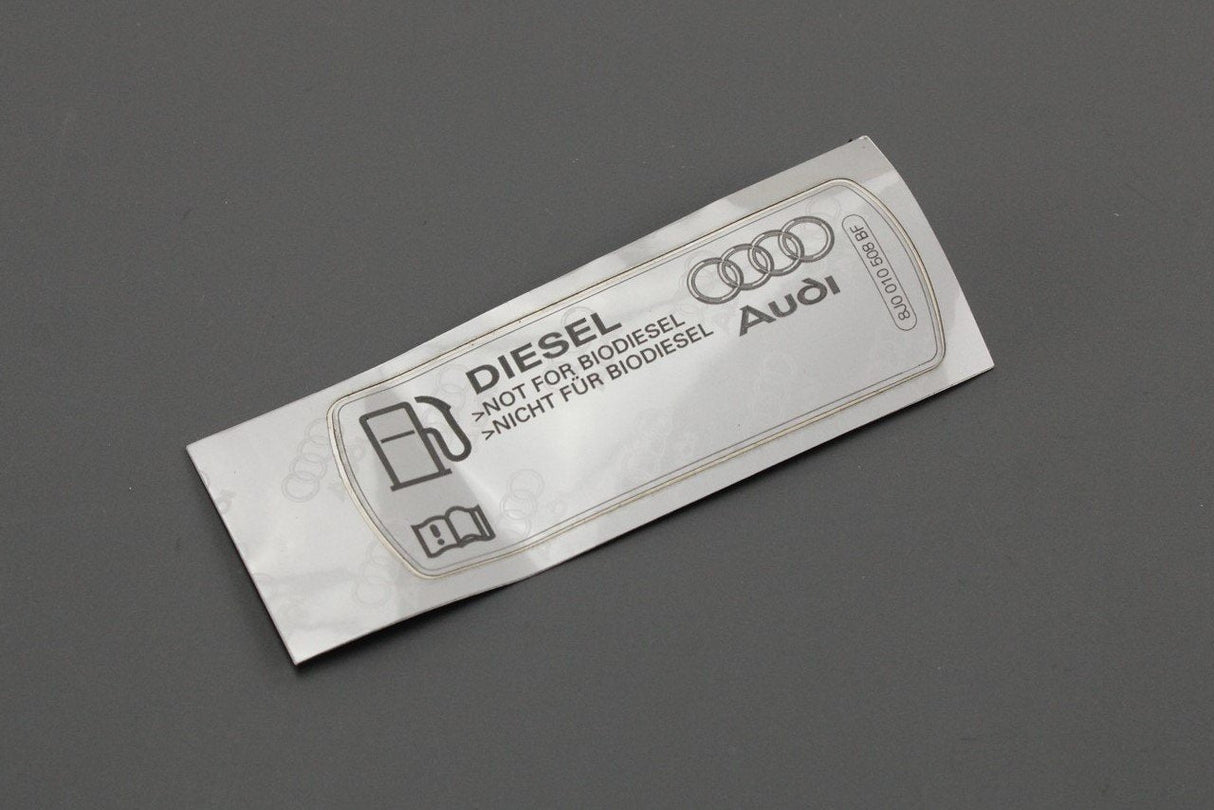 DIESEL
>NOT FOR BIODIESEL
>NICHT FÜR BIODIESEL
Audi
8J0 010 508 BF